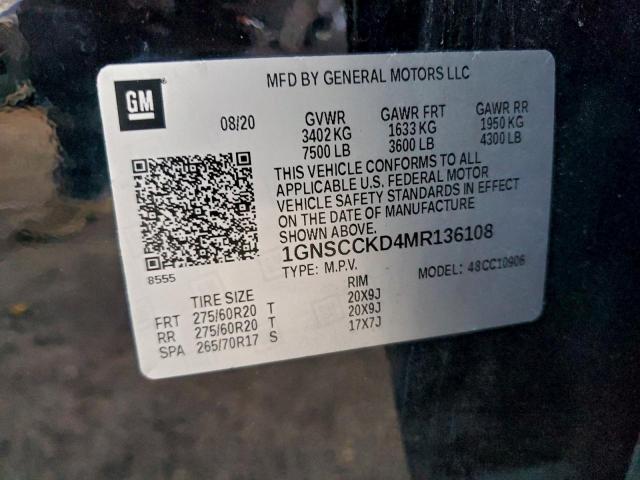 GM
MFD BY GENERAL MOTORS LLC
08/20 GVWR GAWR FRT GAWR RR
3402 KG 1633 KG 1950 KG
7500 LB 3600 LB 4300 LB
THIS VEHICLE CONFORMS TO ALL
APPLICABLE U.S. FEDERAL MOTOR
VEHICLE SAFETY STANDARDS IN EFFECT
ON THE DATE OF MANUFACTURE
SHOWN ABOVE.
1GNSCCKD4MR136108
8555
TYPE: M.P.V. MODEL: 48CC10906
TIRE SIZE RIM
FRT 275/60R20 T 20X9J
RR 275/60R20 T 20X9J
SPA 265/70R17 S 17X7J